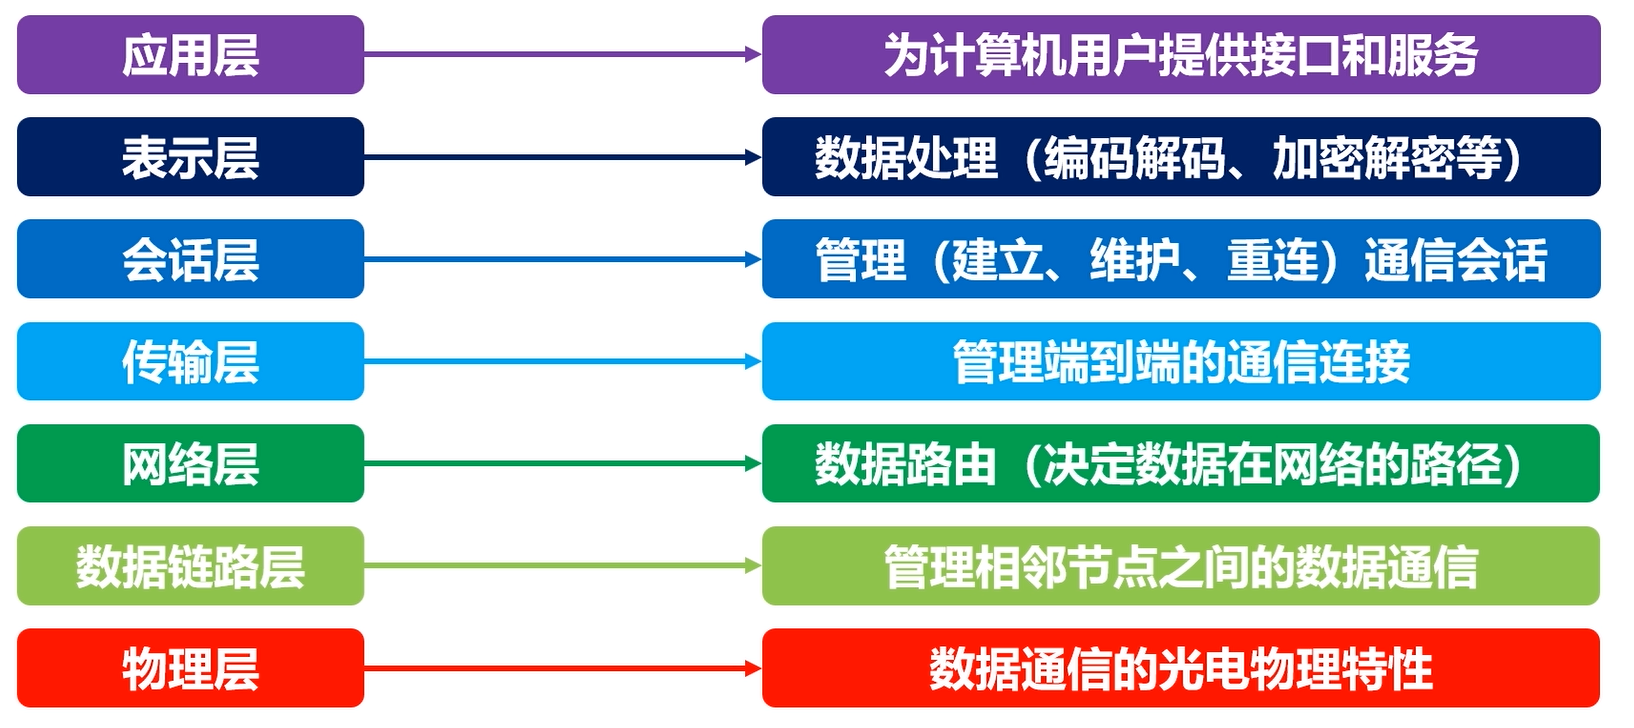 应用层
为计算机用户提供接口和服务
表示层
数据处理（编码解码、加密解密等）
会话层
管理（建立、维护、重连）通信会话
传输层
管理端到端的通信连接
网络层
数据路由（决定数据在网络的路径）
数据链路层
管理相邻节点之间的数据通信
物理层
数据通信的光电物理特性